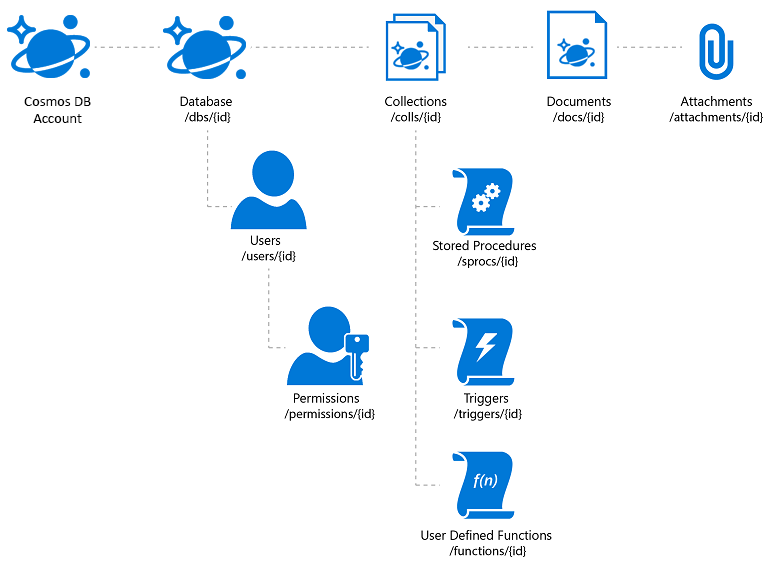 Cosmos DB
Account
Database
/dbs/{id}
Collections
/colls/{id}
Documents
/docs/{id}
Attachments
/attachments/{id}
Users
/users/{id}
Stored Procedures
/sprocs/{id}
Permissions
/permissions/{id}
Triggers
/triggers/{id}
f(n)
User Defined Functions
/functions/{id}